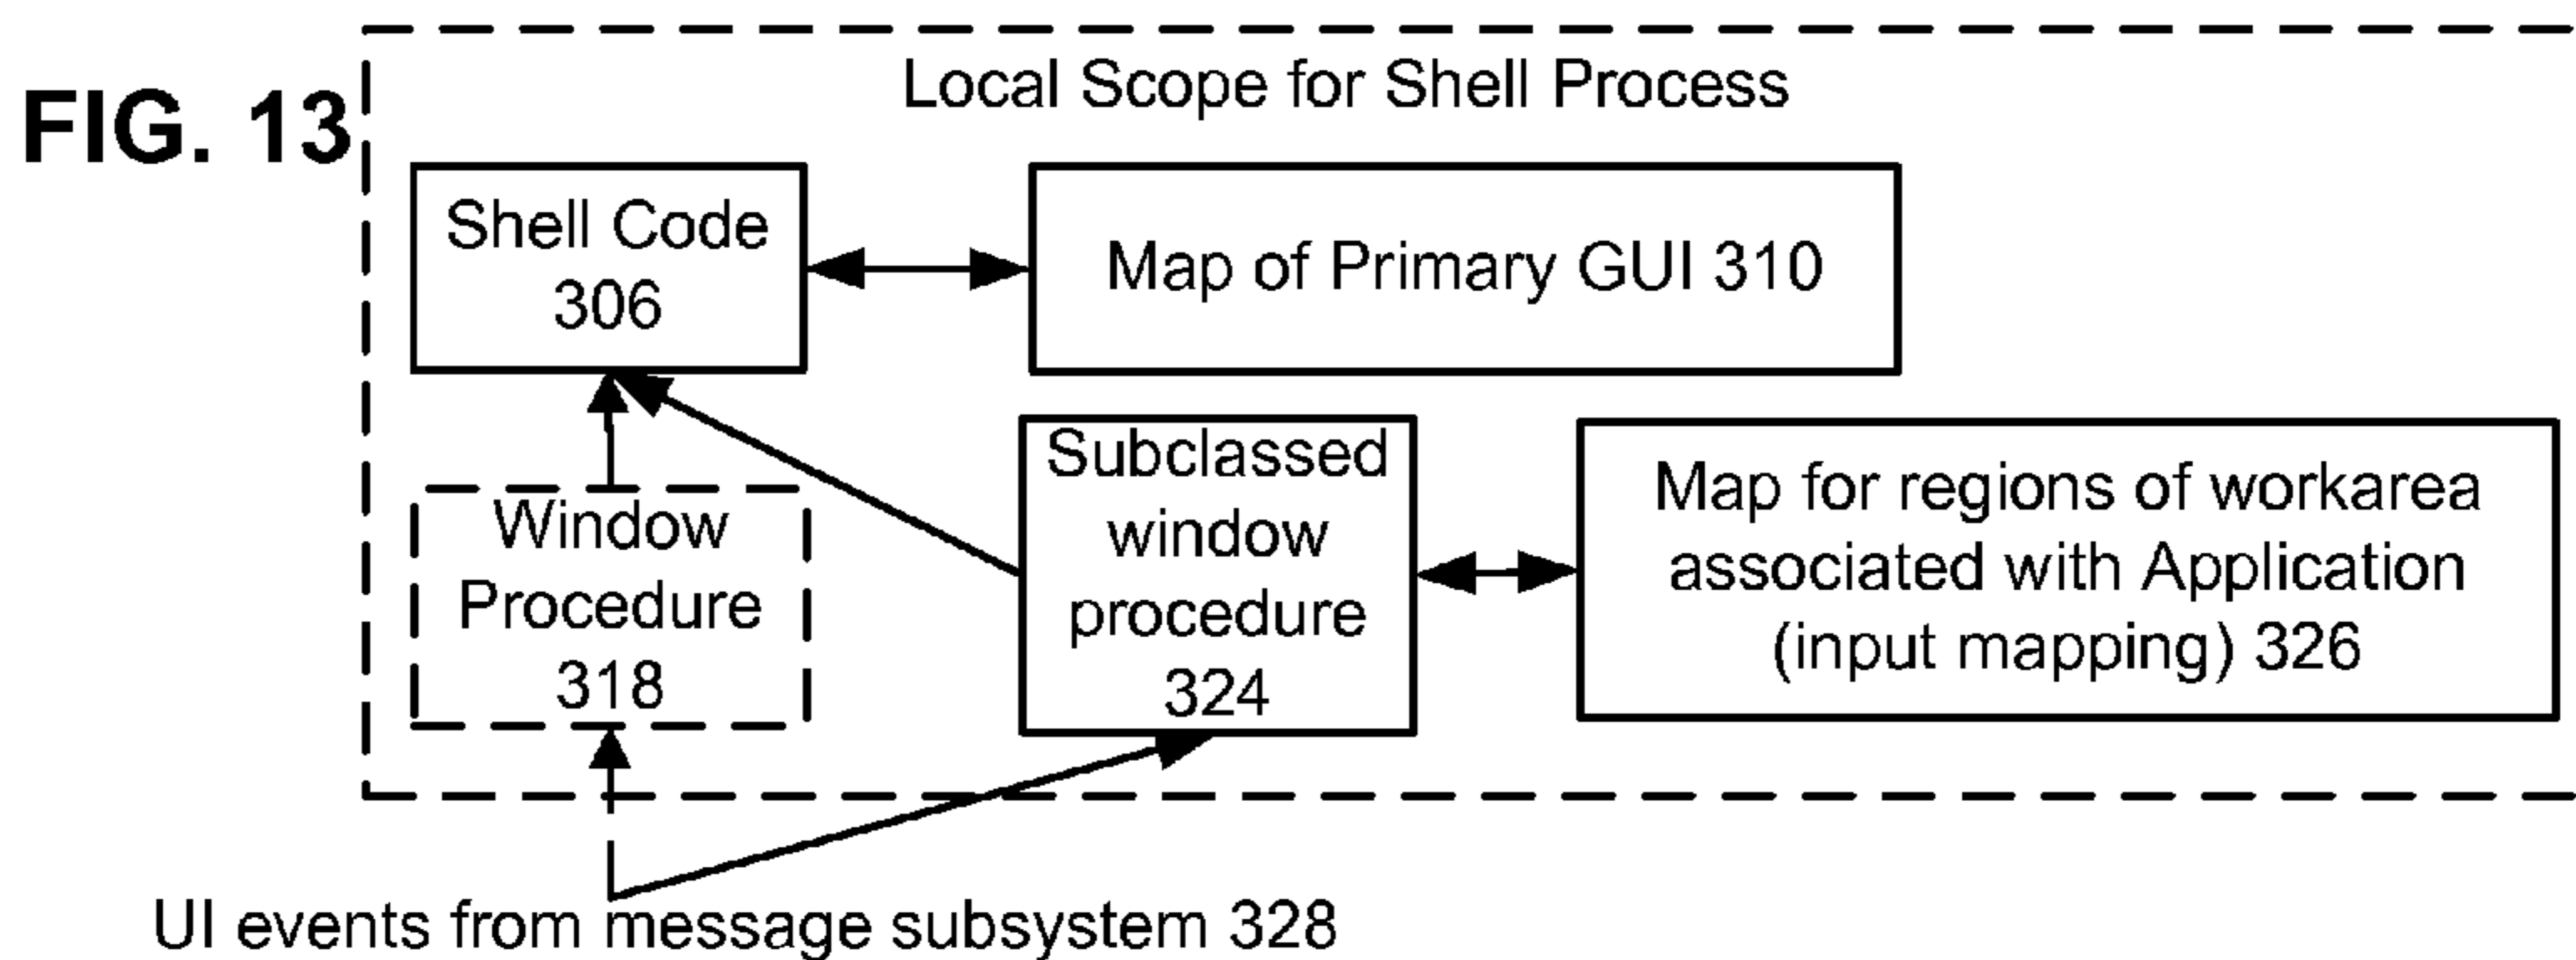 FIG. 13
Local Scope for Shell Process
Shell Code
306
Map of Primary GUI 310
Window
Procedure
318
Subclassed
window
procedure
324
Map for regions of workarea
associated with Application
(input mapping) 326
UI events from message subsystem 328